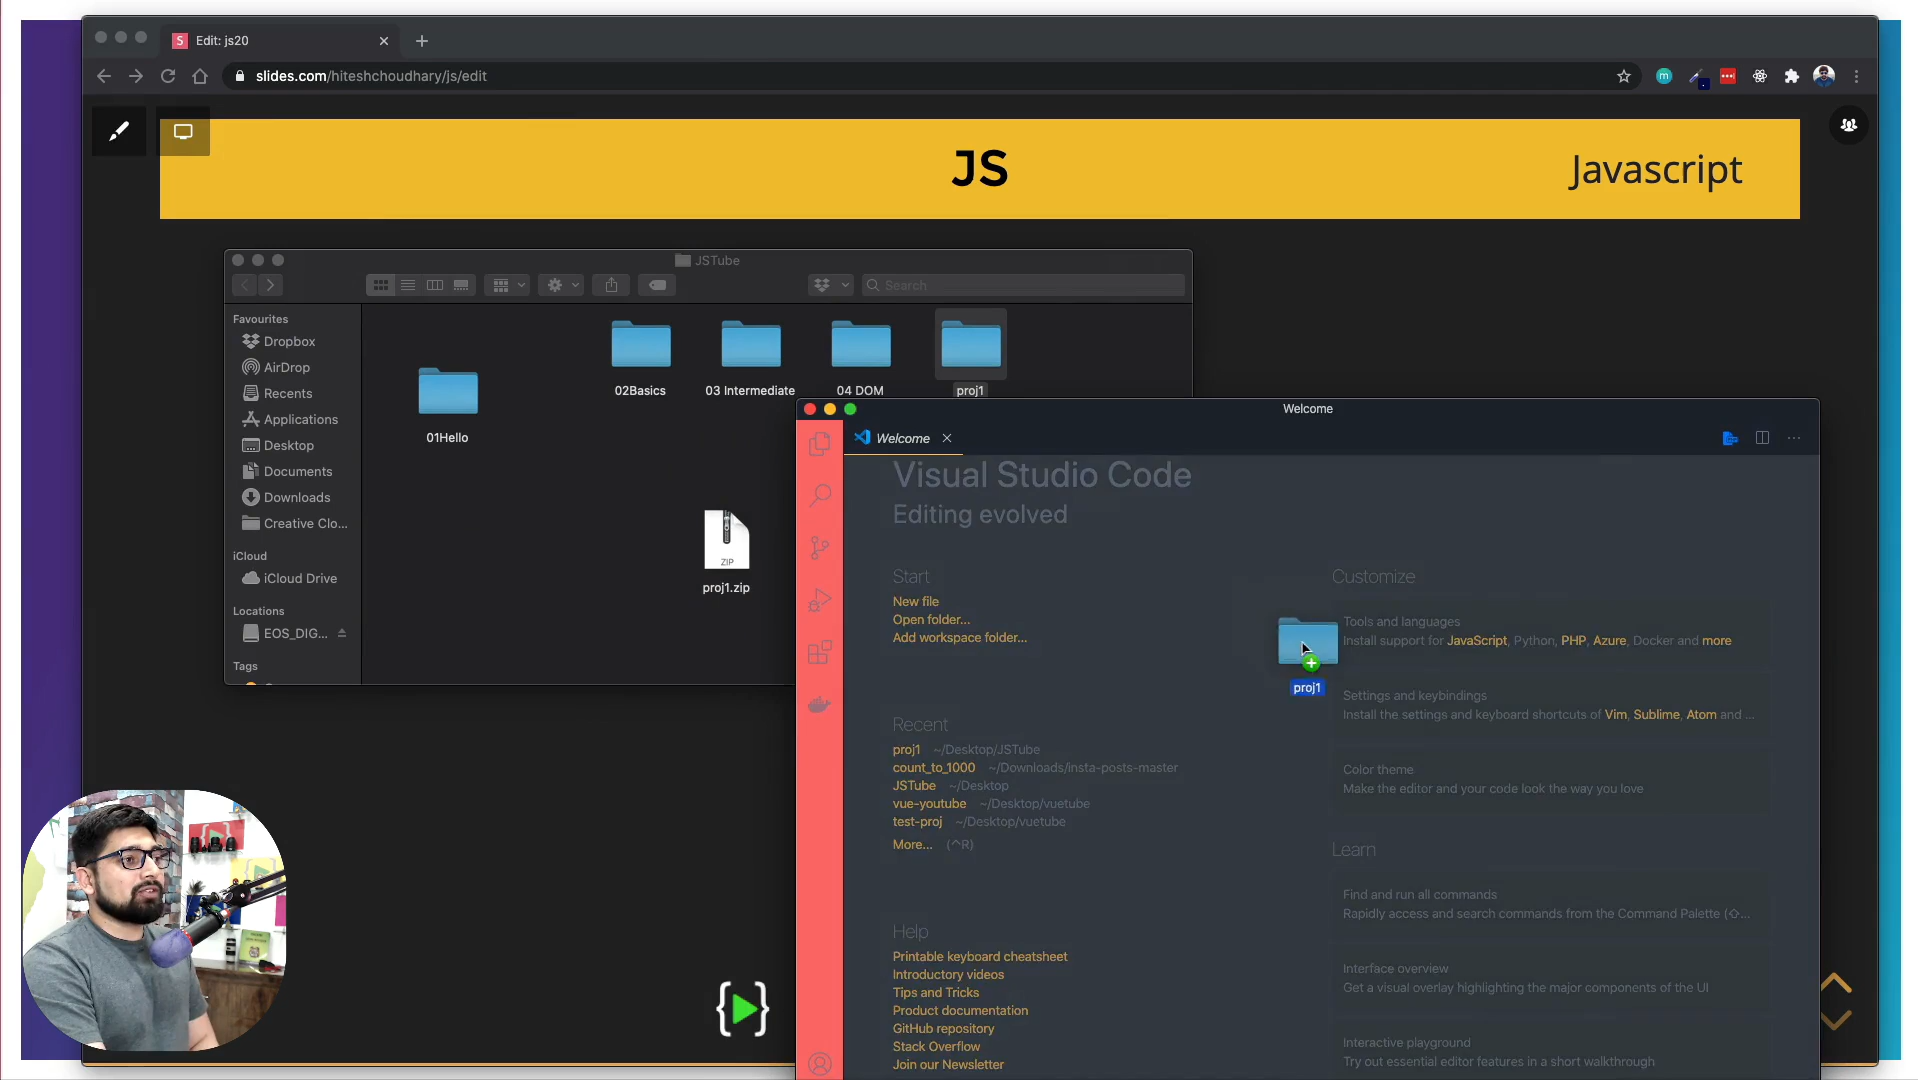 S Edit: js20
slides.com/hiteshchoudhary/js/edit
m
JS
Javascript
JSTube
Search
Favourites
Dropbox
AirDrop
Recents
Applications
Desktop
Documents
Downloads
Creative Clo...
iCloud
iCloud Drive
Locations
EOS_DIG...
Tags
01Hello
02Basics
03 Intermediate
04 DOM
proj1
ZIP
proj1.zip
Welcome
Welcome
Visual Studio Code
Editing evolved
Start
New file
Open folder...
Add workspace folder...
Recent
proj1 ~/Desktop/JSTube
count_to_1000 ~/Downloads/insta-posts-master
JSTube ~/Desktop
vue-youtube ~/Desktop/vuetube
test-proj ~/Desktop/vuetube
More... (^R)
Help
Printable keyboard cheatsheet
Introductory videos
Tips and Tricks
Product documentation
GitHub repository
Stack Overflow
Join our Newsletter
Customize
Tools and languages
Install support for JavaScript, Python, PHP, Azure, Docker and more
proj1
Settings and keybindings
Install the settings and keyboard shortcuts of Vim, Sublime, Atom and ...
Color theme
Make the editor and your code look the way you love
Learn
Find and run all commands
Rapidly access and search commands from the Command Palette (⇧...
Interface overview
Get a visual overlay highlighting the major components of the UI
Interactive playground
Try out essential editor features in a short walkthrough